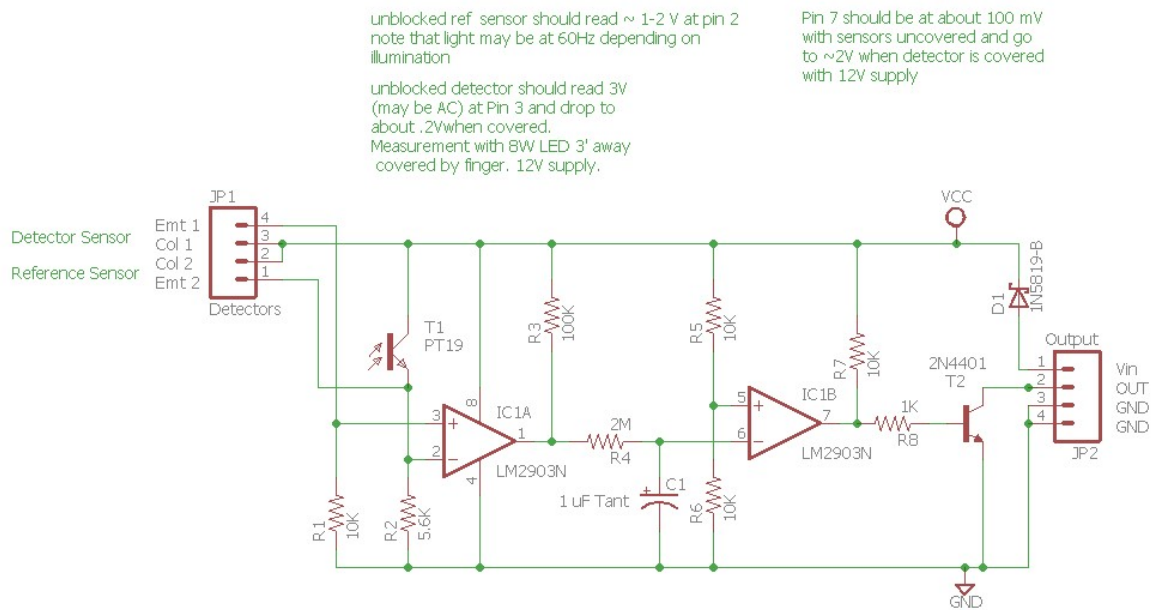 unblocked ref sensor should read ~ 1-2 V at pin 2
note that light may be at 60Hz depending on
illumination
unblocked detector should read 3V
(may be AC) at Pin 3 and drop to
about .2Vwhen covered.
Measurement with 8W LED 3' away
covered by finger. 12V supply.
Pin 7 should be at about 100 mV
with sensors uncovered and go
to ~2V when detector is covered
with 12V supply
JP1
Detector Sensor
Reference Sensor
Emt 1
Col 1
Col 2
Emt 2
4
3
2
1
Detectors
VCC
T1
PT19
R3
100K
R5
10K
R7
10K
D1
1N5819-B
Output
1
2
3
4
Vin
OUT
GND
GND
JP2
2N4401
T2
8
IC1A
3
+
2
−
1
4
LM2903N
2M
R4
IC1B
5
+
6
−
7
LM2903N
1K
R8
R1
10K
R2
5.6K
+
C1
1 uF Tant
R6
10K
GND